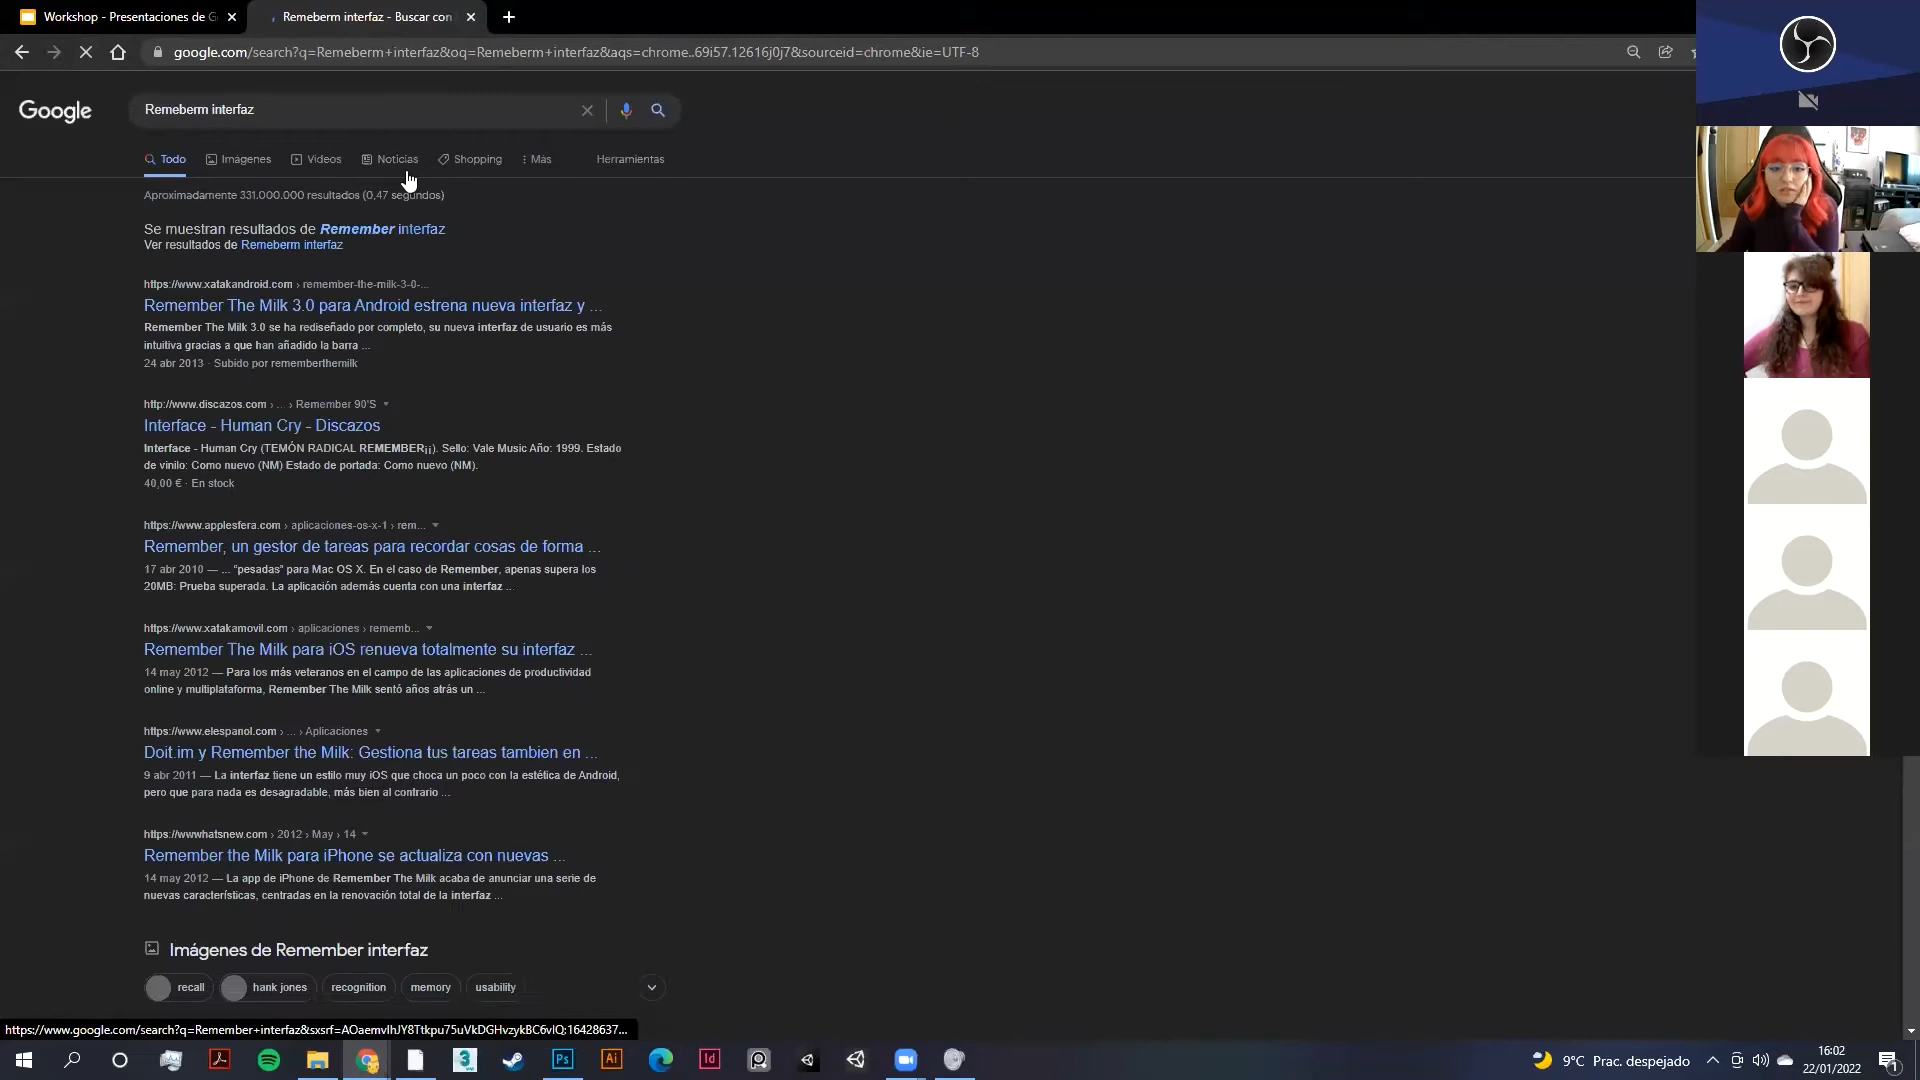 Workshop - Presentaciones de G
Remeberm interfaz - Buscar con
google.com/search?q=Remeberm+interfaz&oq=Remeberm+interfaz&aqs=chrome..69i57.12616j0j7&sourceid=chrome&ie=UTF-8
Google
Remeberm interfaz
Todo
Imágenes
Vídeos
Noticias
Shopping
Más
Herramientas
Aproximadamente 331.000.000 resultados (0,47 segundos)
Se muestran resultados de Remember interfaz
Ver resultados de Remeberm interfaz
https://www.xatakandroid.com › remember-the-milk-3-0-...
Remember The Milk 3.0 para Android estrena nueva interfaz y ...
Remember The Milk 3.0 se ha rediseñado por completo, su nueva interfaz de usuario es más
intuitiva gracias a que han añadido la barra ...
24 abr 2013 · Subido por rememberthemilk
http://www.discazos.com › ... › Remember 90'S
Interface - Human Cry - Discazos
Interface - Human Cry (TEMÓN RADICAL REMEMBER¡¡). Sello: Vale Music Año: 1999. Estado
de vinilo: Como nuevo (NM) Estado de portada: Como nuevo (NM).
40,00 € · En stock
https://www.applesfera.com › aplicaciones-os-x-1 › rem...
Remember, un gestor de tareas para recordar cosas de forma ...
17 abr 2010 — ... “pesadas” para Mac OS X. En el caso de Remember, apenas supera los
20MB: Prueba superada. La aplicación además cuenta con una interfaz ...
https://www.xatakamovil.com › aplicaciones › rememb...
Remember The Milk para iOS renueva totalmente su interfaz ...
14 may 2012 — Para los más veteranos en el campo de las aplicaciones de productividad
online y multiplataforma, Remember The Milk sentó años atrás un ...
https://www.elespanol.com › ... › Aplicaciones
Doit.im y Remember the Milk: Gestiona tus tareas tambien en ...
9 abr 2011 — La interfaz tiene un estilo muy iOS que choca un poco con la estética de Android,
pero que para nada es desagradable, más bien al contrario ...
https://wwwhatsnew.com › 2012 › May › 14
Remember the Milk para iPhone se actualiza con nuevas ...
14 may 2012 — La app de iPhone de Remember The Milk acaba de anunciar una serie de
nuevas características, centradas en la renovación total de la interfaz ...
Imágenes de Remember interfaz
recall
hank jones
recognition
memory
usability
https://www.google.com/search?q=Remember+interfaz&sxsrf=AOaemvIhJY8Ttkpu75uVkDGHvzykBC6vIQ:16428637...
3
Ps
Ai
Id
9°C Prac. despejado
16:02
22/01/2022
1